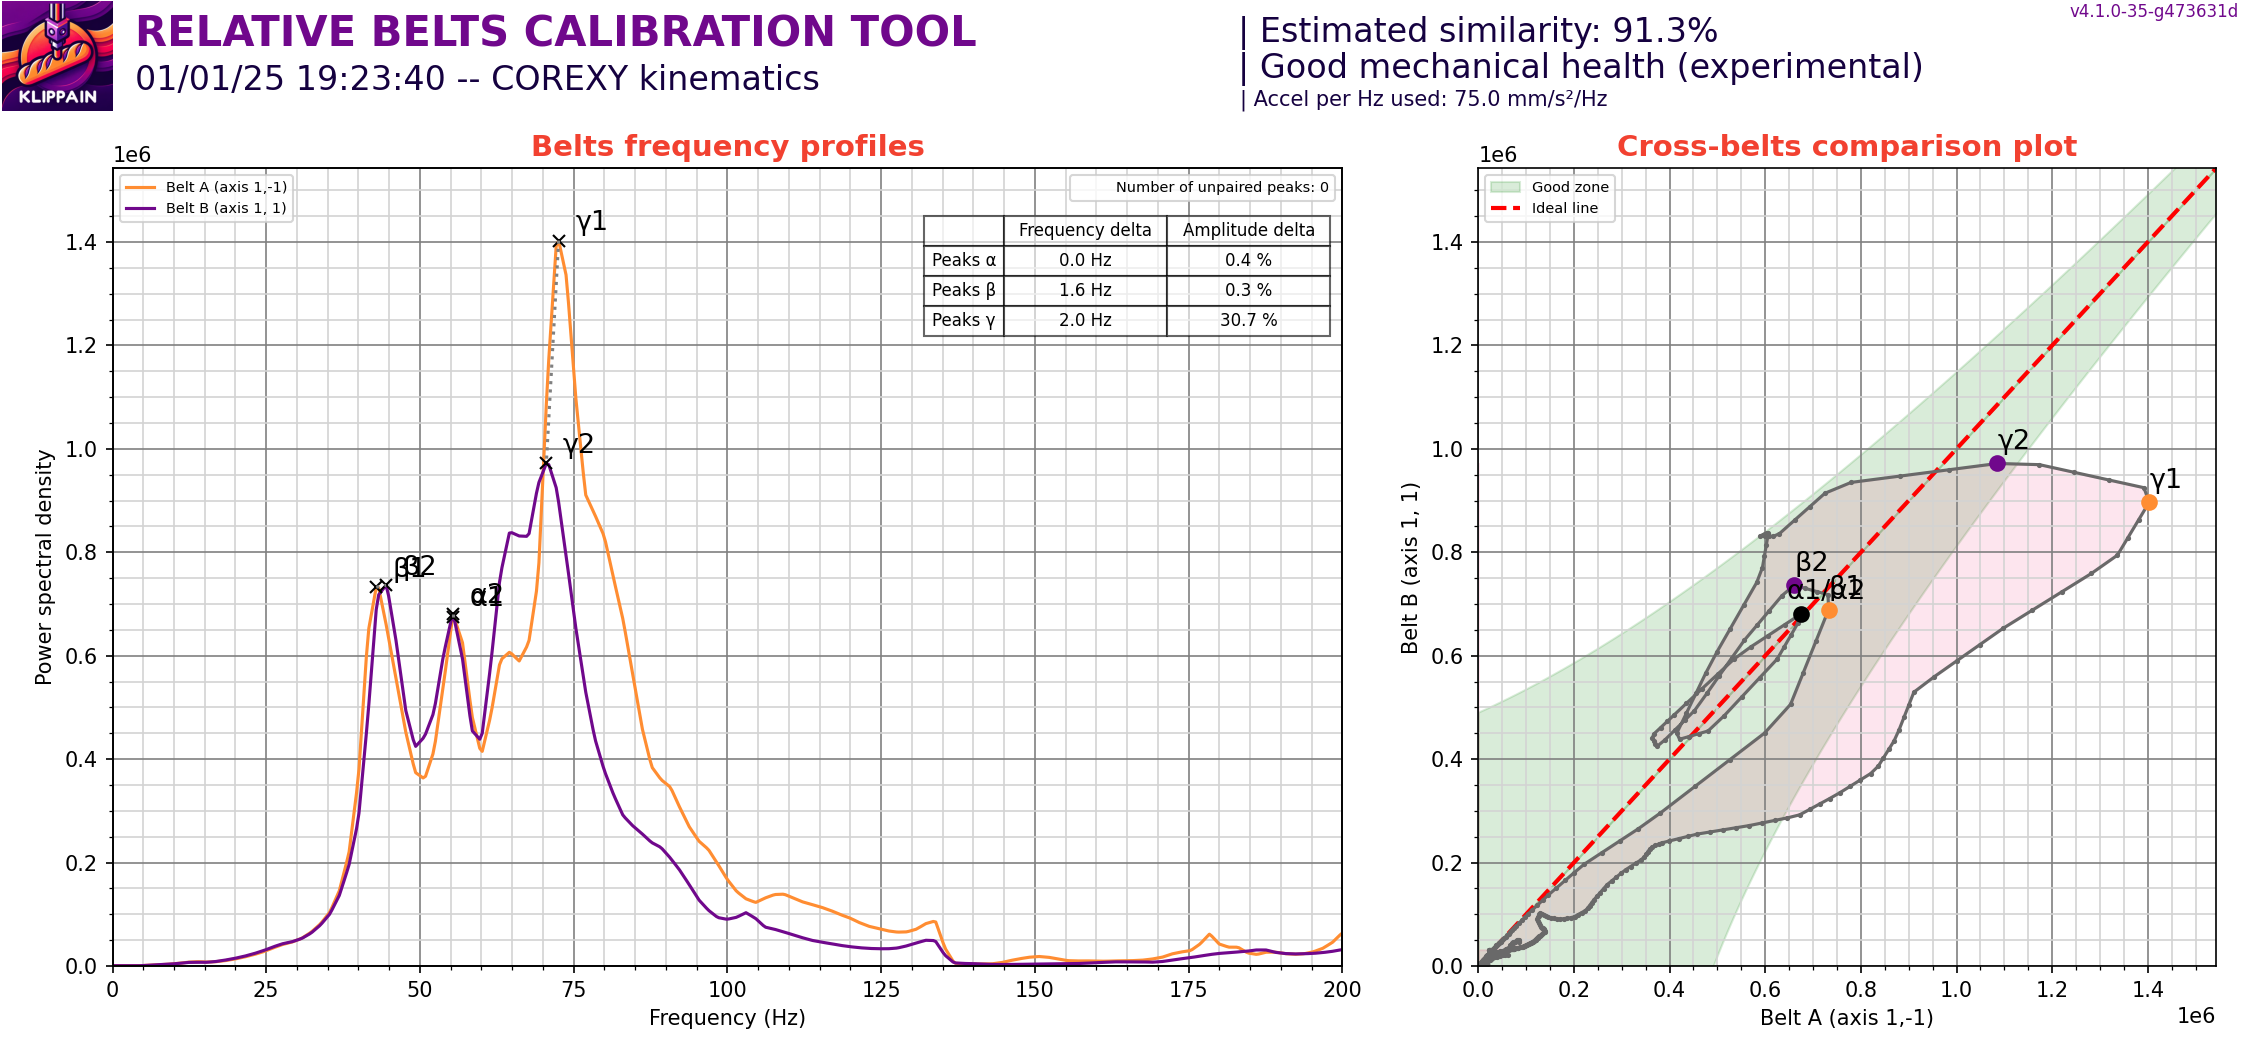 KLIPPAIN
RELATIVE BELTS CALIBRATION TOOL
01/01/25 19:23:40 -- COREXY kinematics
| Estimated similarity: 91.3%
| Good mechanical health (experimental)
| Accel per Hz used: 75.0 mm/s²/Hz
v4.1.0-35-g473631d
Belts frequency profiles
1e6
Belt A (axis 1,-1)
Belt B (axis 1, 1)
Number of unpaired peaks: 0
Frequency delta Amplitude delta
Peaks α 0.0 Hz 0.4 %
Peaks β 1.6 Hz 0.3 %
Peaks γ 2.0 Hz 30.7 %
γ1
γ2
β1
β2
α2
α1
Power spectral density
1.4
1.2
1.0
0.8
0.6
0.4
0.2
0.0
0 25 50 75 100 125 150 175 200
Frequency (Hz)
Cross-belts comparison plot
1e6
Good zone
Ideal line
γ2
γ1
β2
α1/α2
β1
Belt B (axis 1, 1)
1.4
1.2
1.0
0.8
0.6
0.4
0.2
0.0
0.0 0.2 0.4 0.6 0.8 1.0 1.2 1.4
Belt A (axis 1,-1)
1e6